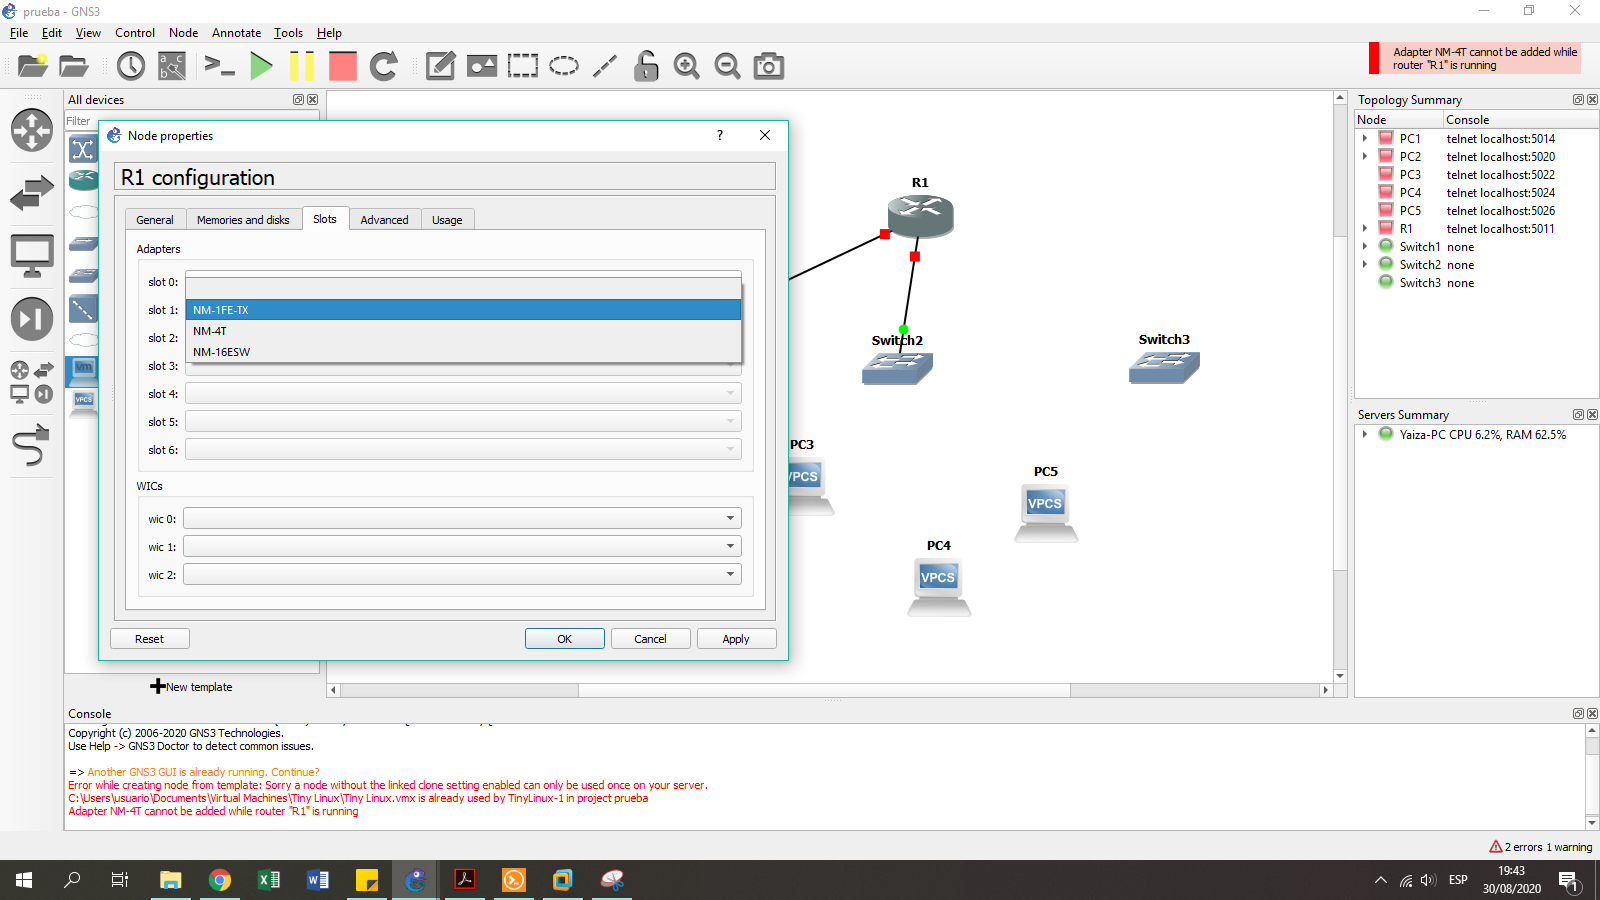 prueba - GNS3
File Edit View Control Node Annotate Tools Help
Adapter NM-4T cannot be added while
router "R1" is running
All devices
Filter
Node properties
?
R1 configuration
General
Memories and disks
Slots
Advanced
Usage
Adapters
slot 0:
slot 1:
NM-1FE-TX
NM-4T
slot 2:
NM-16ESW
slot 3:
slot 4:
slot 5:
slot 6:
WICs
wic 0:
wic 1:
wic 2:
Reset
OK
Cancel
Apply
vm
VPCS
New template
R1
Switch2
Switch3
PC3
VPCS
PC5
VPCS
PC4
VPCS
Topology Summary
Node Console
PC1 telnet localhost:5014
PC2 telnet localhost:5020
PC3 telnet localhost:5022
PC4 telnet localhost:5024
PC5 telnet localhost:5026
R1 telnet localhost:5011
Switch1 none
Switch2 none
Switch3 none
Servers Summary
Yaiza-PC CPU 6.2%, RAM 62.5%
Console
Copyright (c) 2006-2020 GNS3 Technologies.
Use Help -> GNS3 Doctor to detect common issues.
=> Another GNS3 GUI is already running. Continue?
Error while creating node from template: Sorry a node without the linked clone setting enabled can only be used once on your server.
C:\Users\usuario\Documents\Virtual Machines\Tiny Linux\Tiny Linux.vmx is already used by TinyLinux-1 in project prueba
Adapter NM-4T cannot be added while router "R1" is running
2 errors 1 warning
ESP
19:43
30/08/2020
1